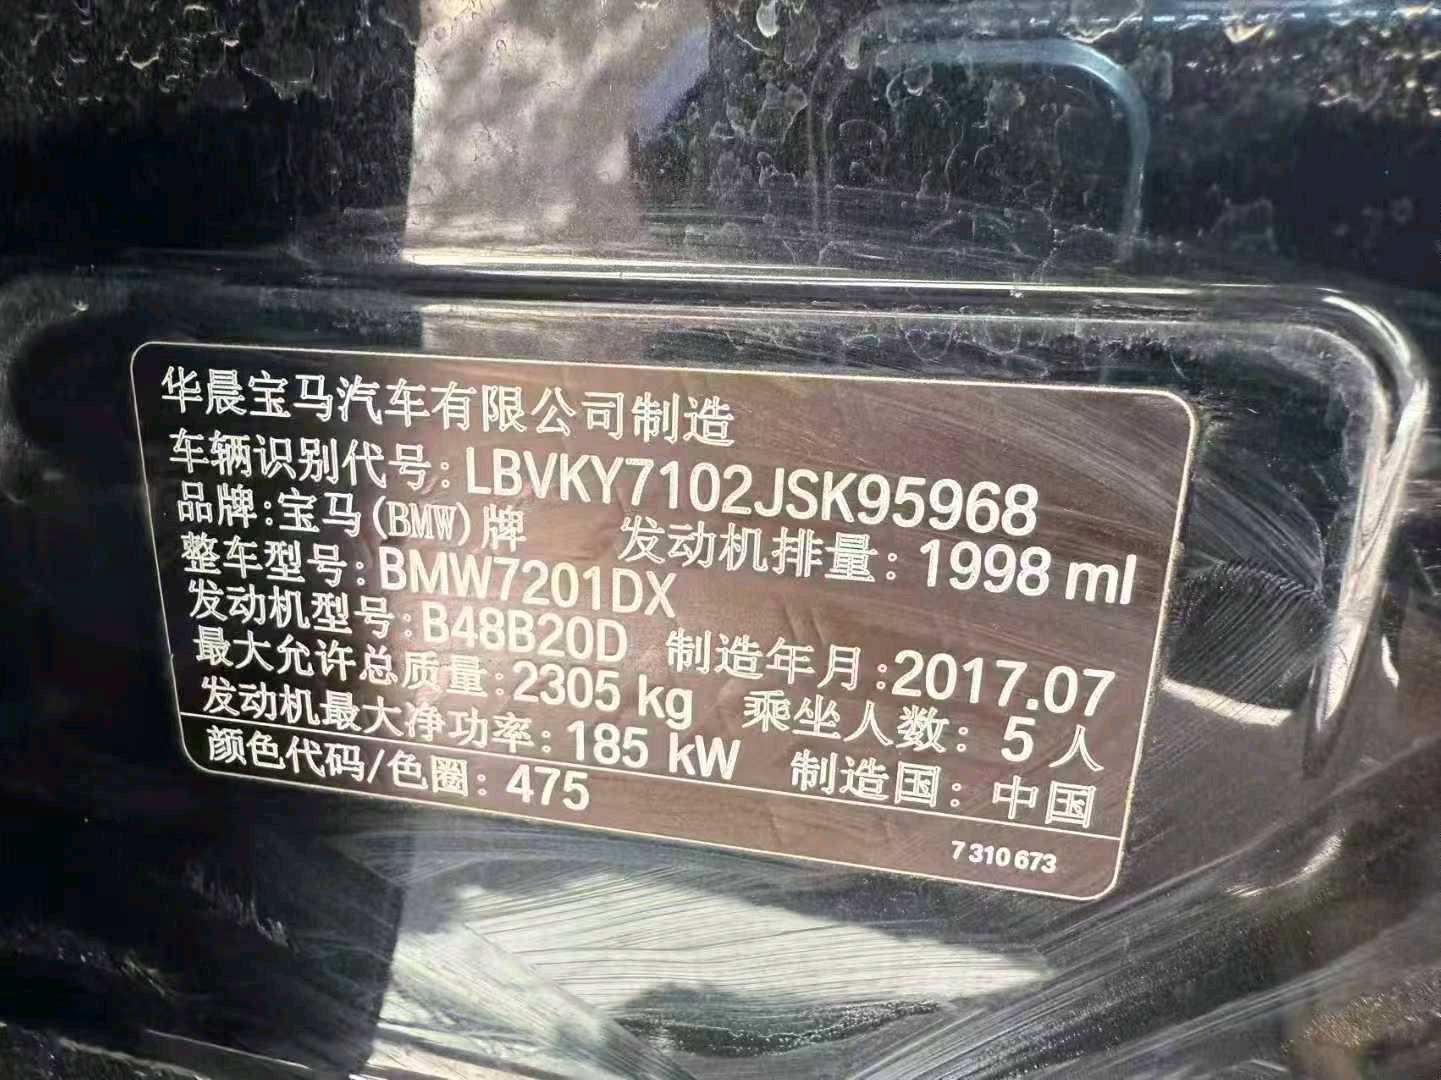 华晨宝马汽车有限公司制造
车辆识别代号:LBVKY7102JSK95968
品牌:宝马(BMW)牌 发动机排量:1998 ml
整车型号:BMW7201DX
发动机型号:B48B20D 制造年月:2017.07
最大允许总质量:2305 kg 乘坐人数:5人
发动机最大净功率:185 kW 制造国:中国
颜色代码/色圈:475
7 310 673